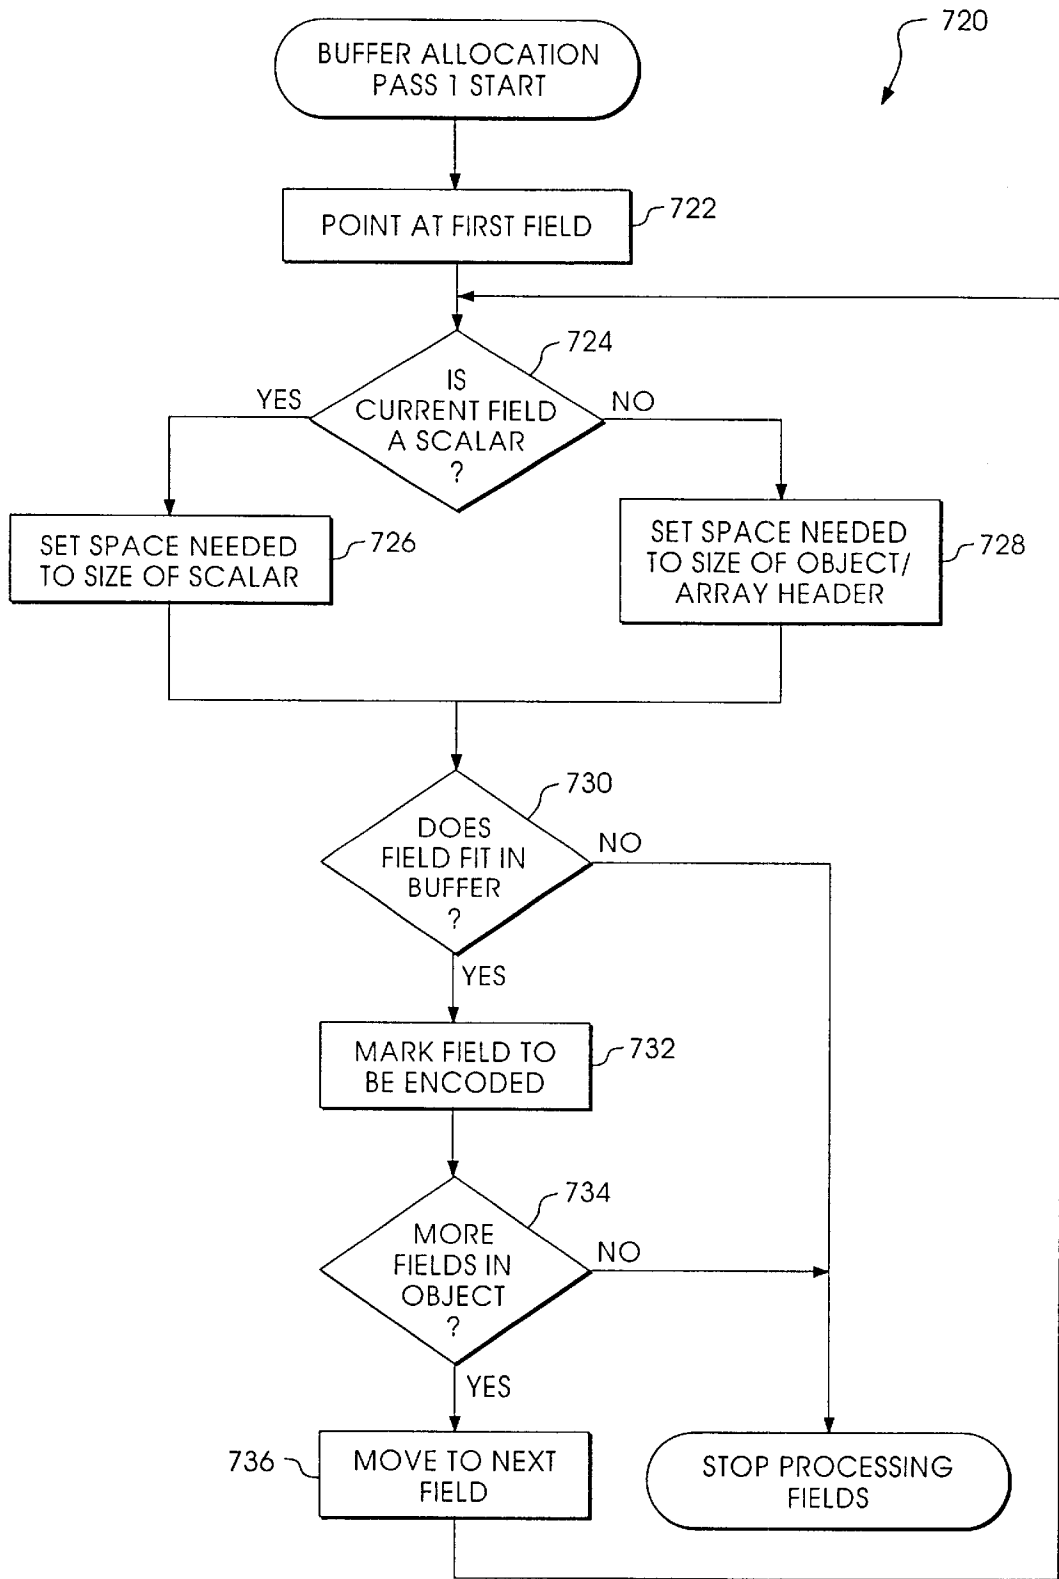 720
BUFFER ALLOCATION
PASS 1 START
POINT AT FIRST FIELD
722
724
IS
CURRENT FIELD
A SCALAR
?
YES
NO
SET SPACE NEEDED
TO SIZE OF SCALAR
726
SET SPACE NEEDED
TO SIZE OF OBJECT/
ARRAY HEADER
728
730
DOES
FIELD FIT IN
BUFFER
?
NO
YES
MARK FIELD TO
BE ENCODED
732
734
MORE
FIELDS IN
OBJECT
?
NO
YES
736
MOVE TO NEXT
FIELD
STOP PROCESSING
FIELDS